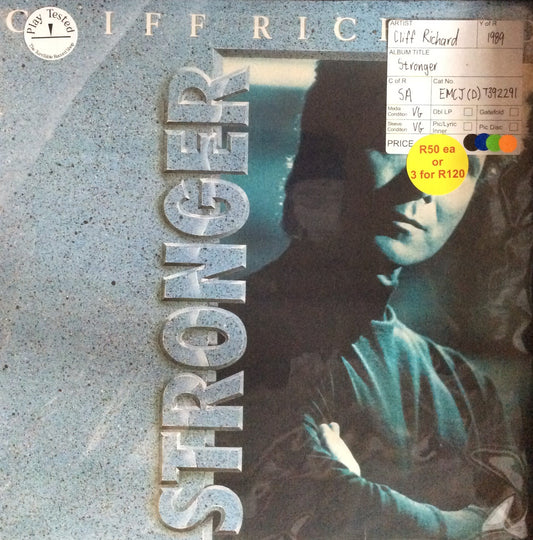 CLIFF RICH
Play Tested
STRONGER
ARTIST
Cliff Richard
Y of R
1989
ALBUM TITLE
Stronger
C of R
SA
Cat No.
EMCJ(D)7392291
Media
Condition
VG
Dbl LP
Gatefold
Sleeve
Condition
VG
Pic/Lyric
Inner
Pic Disc
PRICE
R50 ea
or
3 for R120